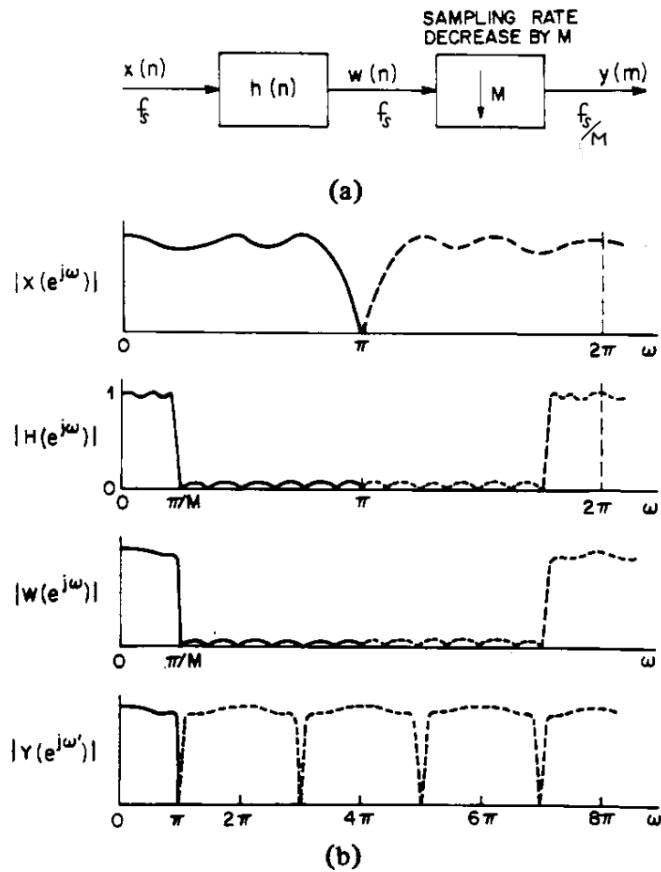 SAMPLING RATE
DECREASE BY M
x(n) h(n) w(n) ↓ M y(m)
fs fs fs/M
(a)
|X(e^jω)|
0 π 2π ω
1
|H(e^jω)|
0
0 π/M π 2π ω
|W(e^jω)|
0 π/M ω
|Y(e^jω')|
0 π 2π 4π 6π 8π ω
(b)